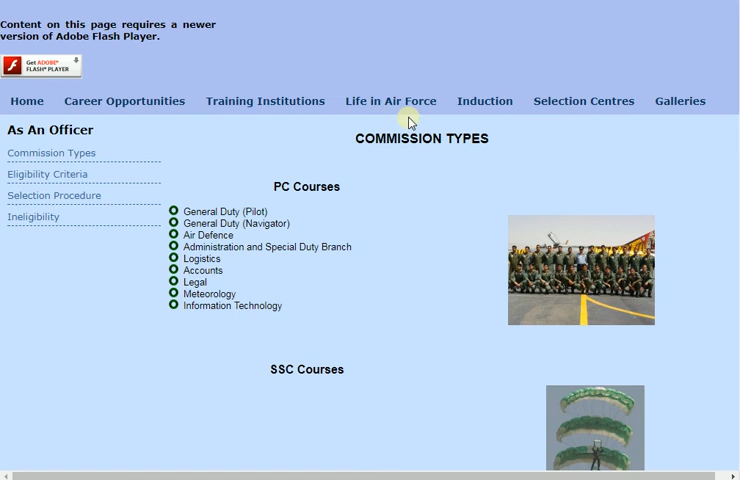 Content on this page requires a newer
version of Adobe Flash Player.
Get ADOBE®
FLASH® PLAYER
Home Career Opportunities Training Institutions Life in Air Force Induction Selection Centres Galleries
As An Officer
Commission Types
Eligibility Criteria
Selection Procedure
Ineligibility
COMMISSION TYPES
PC Courses
General Duty (Pilot)
General Duty (Navigator)
Air Defence
Administration and Special Duty Branch
Logistics
Accounts
Legal
Meteorology
Information Technology
SSC Courses